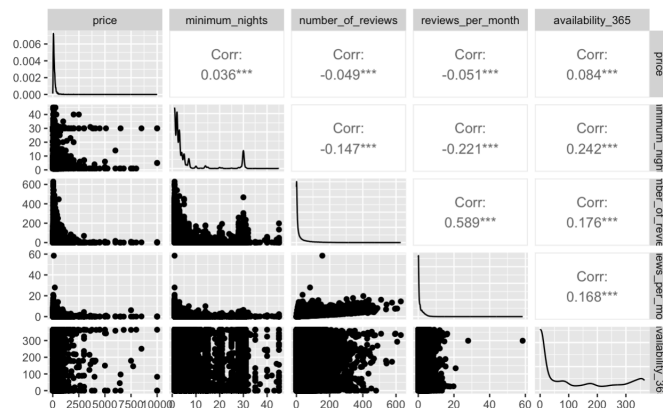 price minimum_nights number_of_reviews reviews_per_month availability_365
0.006
0.004
0.002
0.000
Corr:
0.036***
Corr:
-0.049***
Corr:
-0.051***
Corr:
0.084***
price
40
30
20
10
0
Corr:
-0.147***
Corr:
-0.221***
Corr:
0.242***
nimum_nigh
600
400
200
0
Corr:
0.589***
Corr:
0.176***
ber_of_revie
60
40
20
0
Corr:
0.168***
ews_per_mo
300
200
100
0
vailability_36
0 2500 5000 7500 10000 0 10 20 30 40 0 200 400 600 0 20 40 60 0 100 200 300